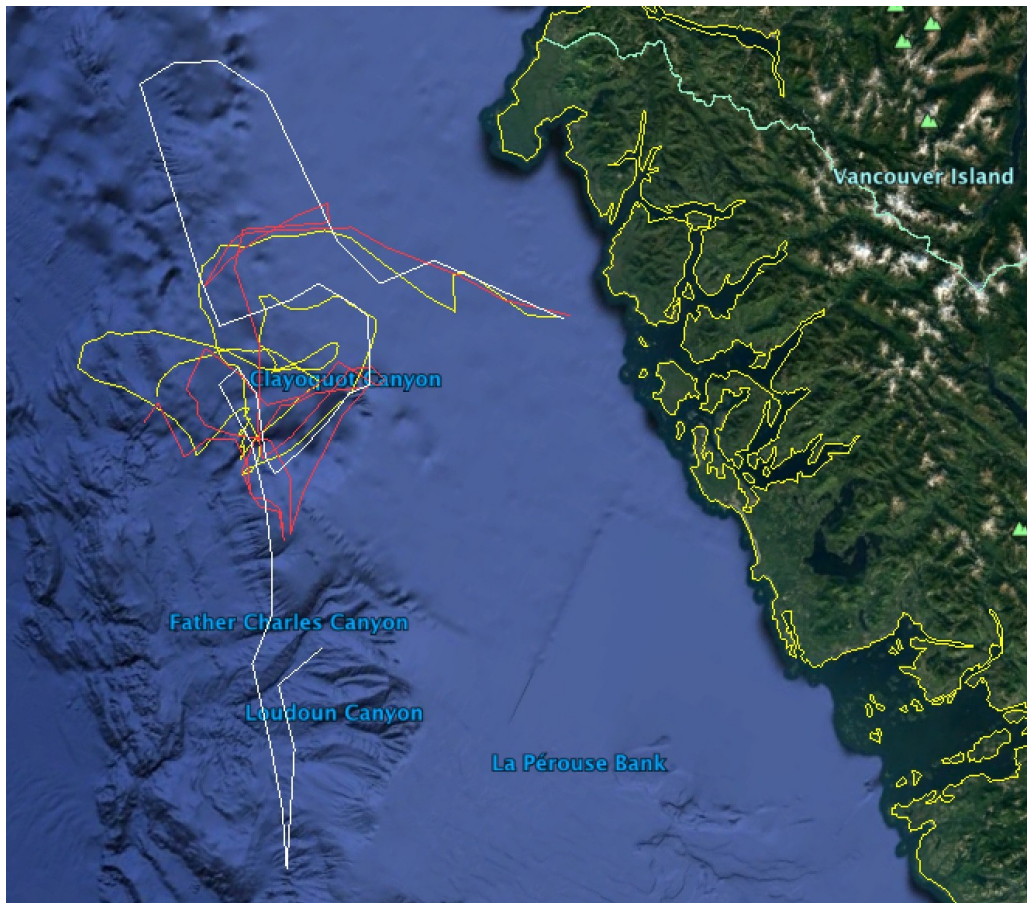 Vancouver Island
Clayoquot Canyon
Father Charles Canyon
Loudoun Canyon
La Pérouse Bank